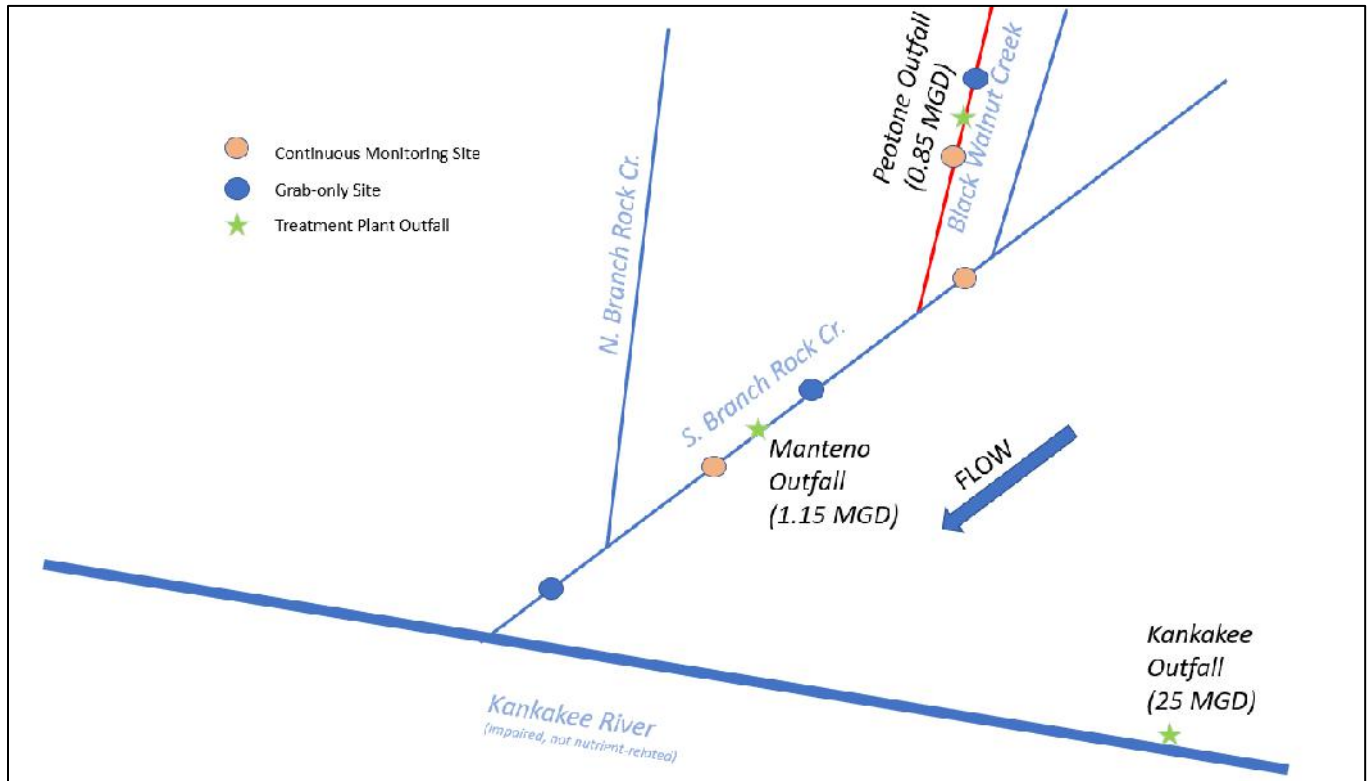 Peotone Outfall
(0.85 MGD)
Black Walnut Creek
Continuous Monitoring Site
Grab-only Site
Treatment Plant Outfall
N. Branch Rock Cr.
S. Branch Rock Cr.
Manteno
Outfall
(1.15 MGD)
FLOW
Kankakee
Outfall
(25 MGD)
Kankakee River
(impaired, not nutrient-related)